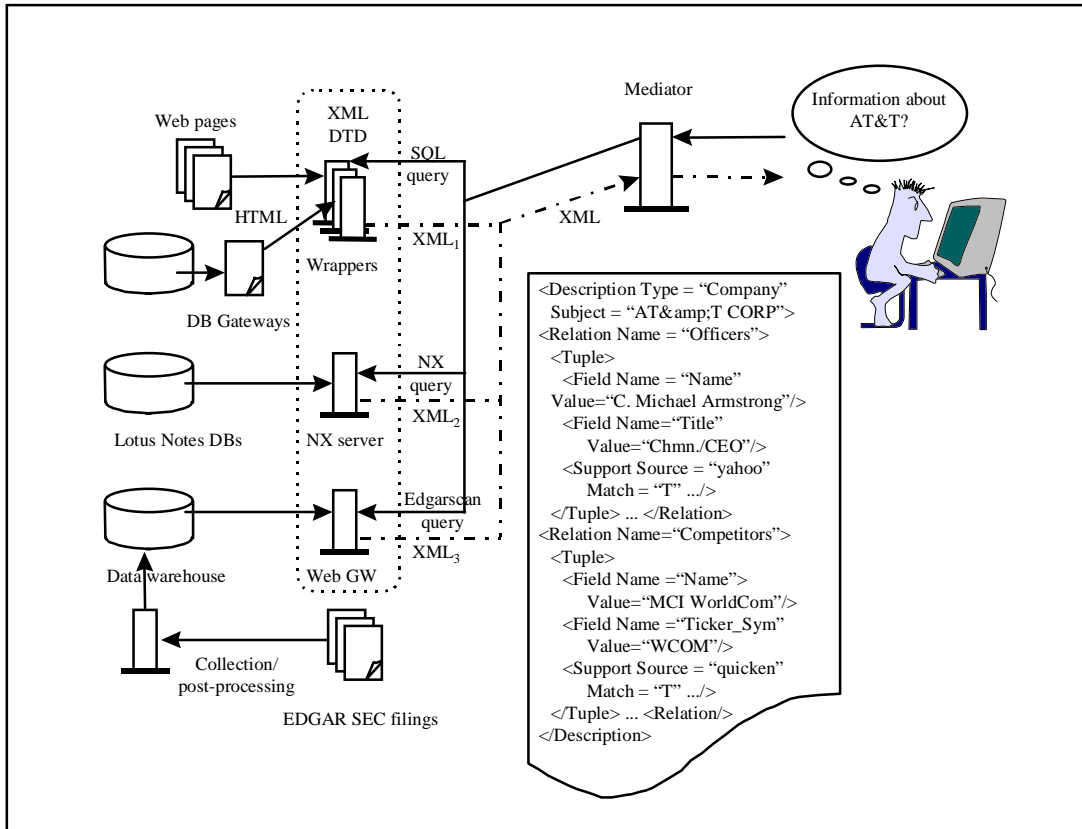 Mediator
Information about
AT&T?
Web pages
XML
DTD
SQL
query
HTML
XML
XML1
Wrappers
DB Gateways
NX
query
XML2
Lotus Notes DBs
NX server
Edgarscan
query
XML3
Data warehouse
Web GW
Collection/
post-processing
EDGAR SEC filings
<Description Type = “Company”
Subject = “AT&amp;T CORP”>
<Relation Name = “Officers”>
<Tuple>
<Field Name = “Name”
Value=“C. Michael Armstrong”/>
<Field Name=“Title”
Value=“Chmn./CEO”/>
<Support Source = “yahoo”
Match = “T” .../>
</Tuple> ... </Relation>
<Relation Name=“Competitors”>
<Tuple>
<Field Name =“Name”>
Value=“MCI WorldCom”/>
<Field Name =“Ticker_Sym”
Value=“WCOM”/>
<Support Source = “quicken”
Match = “T” .../>
</Tuple> ... <Relation/>
</Description>